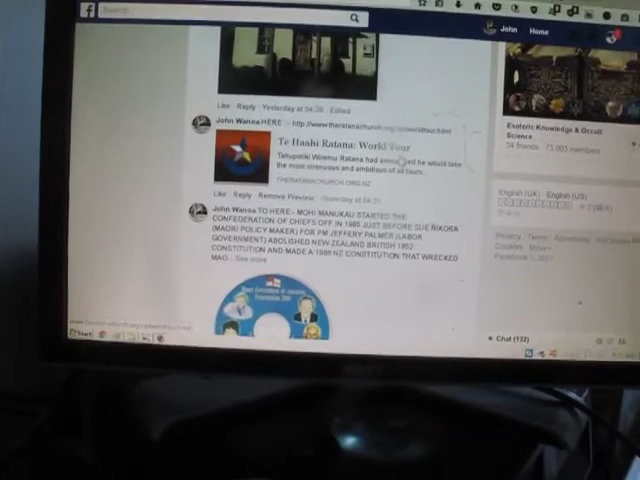 Search
John Home
Like · Reply · Yesterday at 04:20 · Edited
John Wanna HERE :-
Te Haahi Ratana: World Tour
Tahupotiki Wiremu Ratana had announced he would take
the most strenuous and ambitious of all tours.
THERATANACHURCH.ORG.NZ
Like · Reply · Remove Preview · Yesterday at 04:21
John Wanna TO HERE:- MOHI MANUKAU STARTED THE
CONFEDERATION OF CHIEFS OFF IN 1985 JUST BEFORE SUE RIKORA
(MAORI POLICY MAKER) FOR PM JEFFERY PALMER (LABOR
GOVERNMENT) ABOLISHED NEW ZEALAND BRITISH 1852
CONSTITUTION AND MADE A 1986 NZ CONSTITUTION THAT WRECKED
MAO... See more
Esoteric Knowledge & Occult
Science
English (UK) · English (US)
Privacy · Terms · Advertising
Cookies · More
Facebook © 2017
Chat (132)
Start